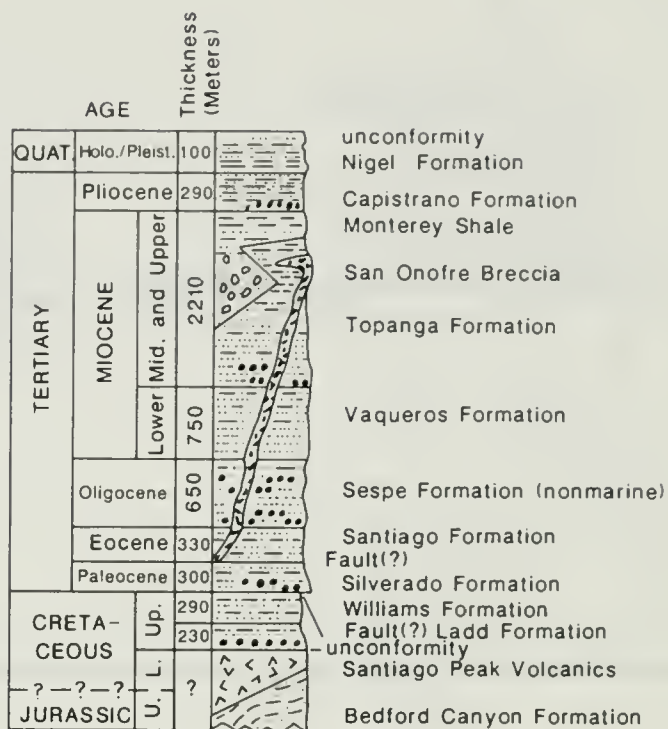 AGE
Thickness
(Meters)
QUAT. Holo./Pleist. 100 unconformity
Nigel Formation
TERTIARY
Pliocene 290 Capistrano Formation
MIOCENE
Mid. and Upper
2210
Monterey Shale
San Onofre Breccia
Topanga Formation
Lower
750
Vaqueros Formation
Oligocene 650 Sespe Formation (nonmarine)
Eocene 330 Santiago Formation
Fault(?)
Paleocene 300 Silverado Formation
CRETA-
CEOUS
Up.
290 Williams Formation
230 Fault(?) Ladd Formation
unconformity
L.
Santiago Peak Volcanics
? ? ? ?
JURASSIC U. Bedford Canyon Formation